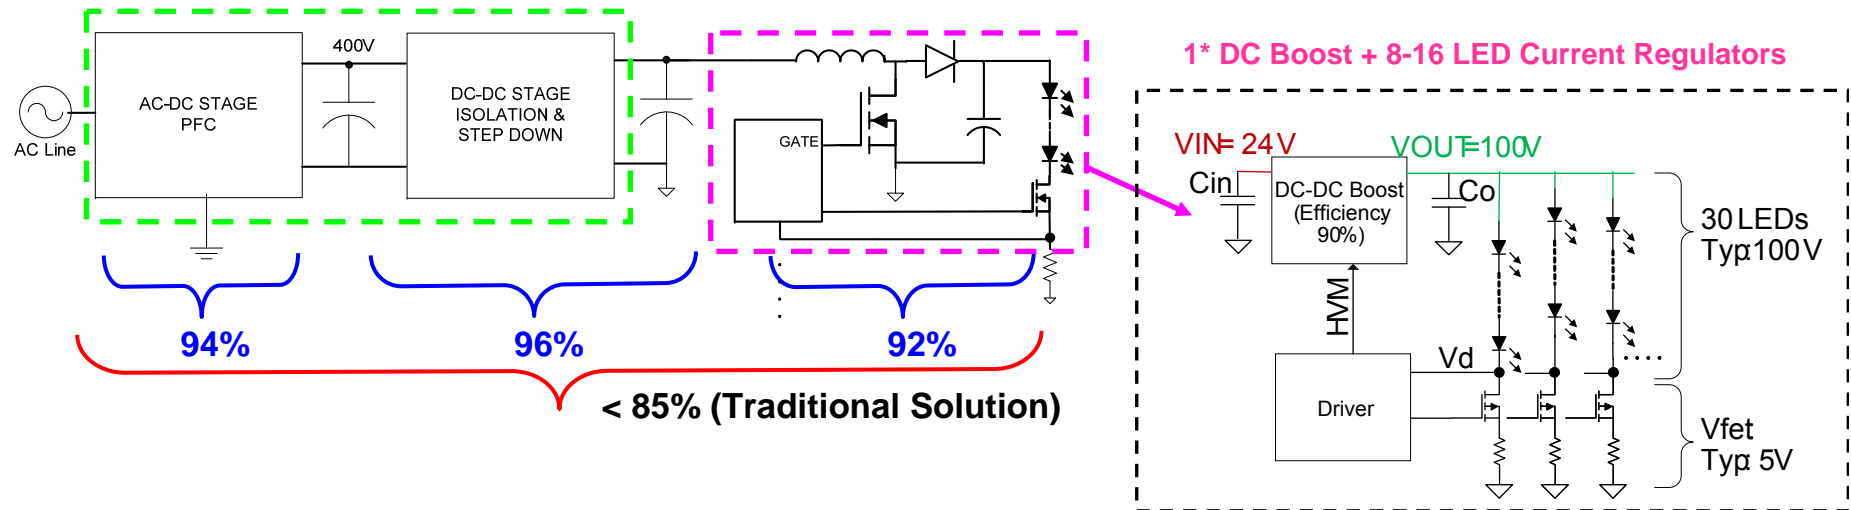 AC Line
AC-DC STAGE
PFC
400V
DC-DC STAGE
ISOLATION &
STEP DOWN
GATE
94%
96%
92%
< 85% (Traditional Solution)
1* DC Boost + 8-16 LED Current Regulators
VIN= 24V
VOUT=100V
Cin
DC-DC Boost
(Efficiency
90%)
Co
30 LEDs
Typ:100V
HVM
Vd
Driver
Vfet
Typ: 5V